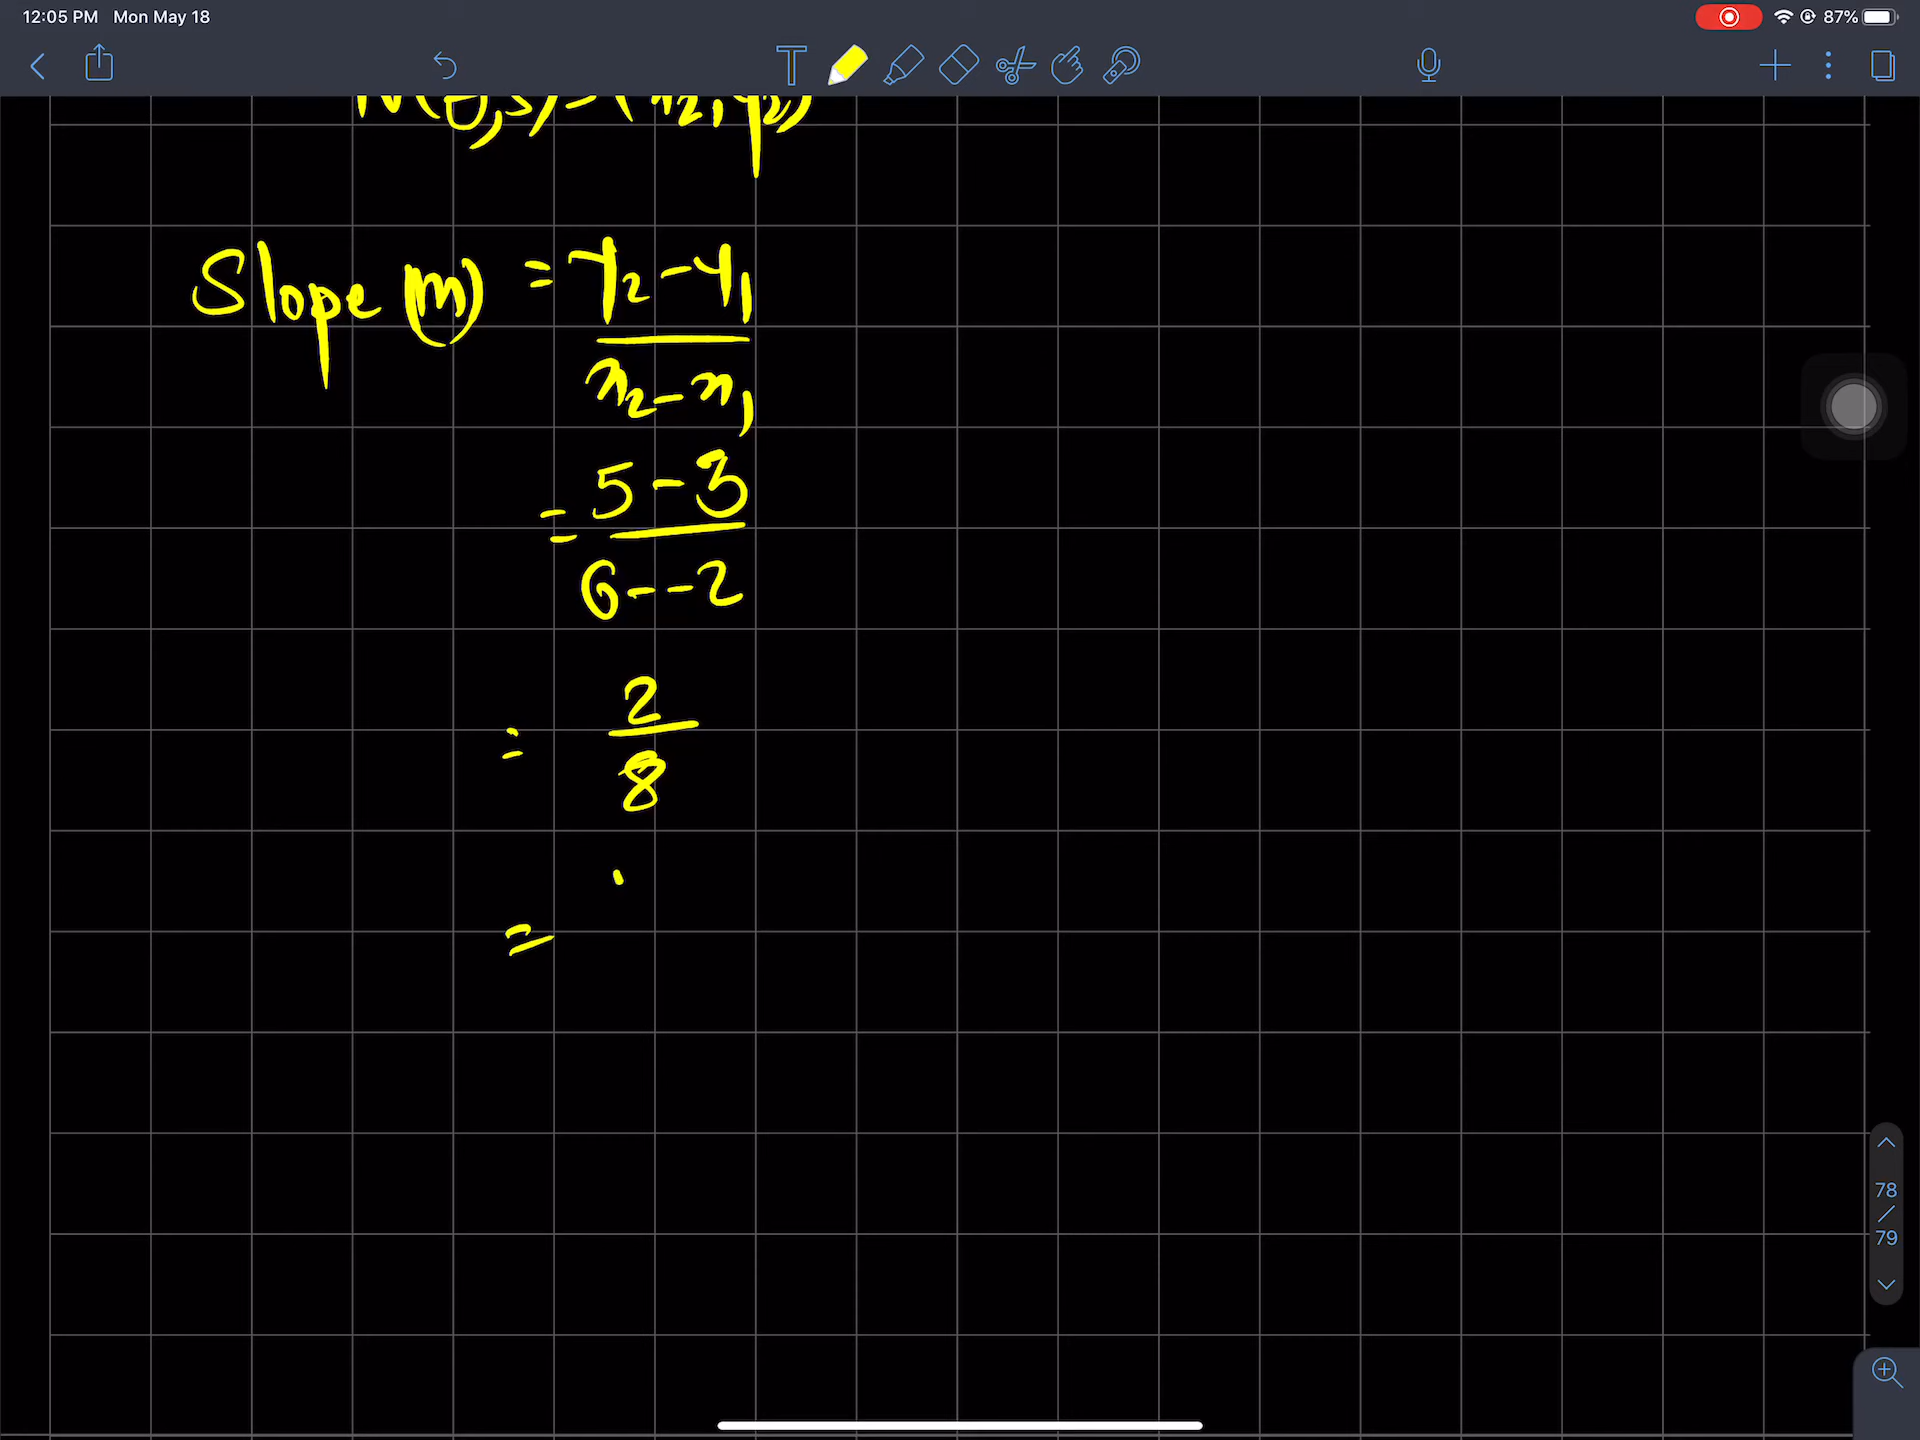 12:05 PM Mon May 18
87%
T
Slope (m) = y₂ - y₁
x₂ - x₁
= 5 - 3
6 - -2
= 2
8
=
78
/
79